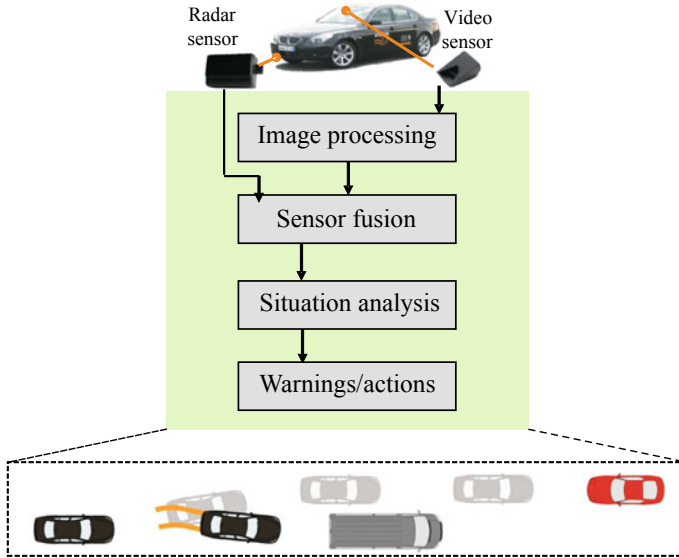 Radar
sensor
Video
sensor
Image processing
Sensor fusion
Situation analysis
Warnings/actions